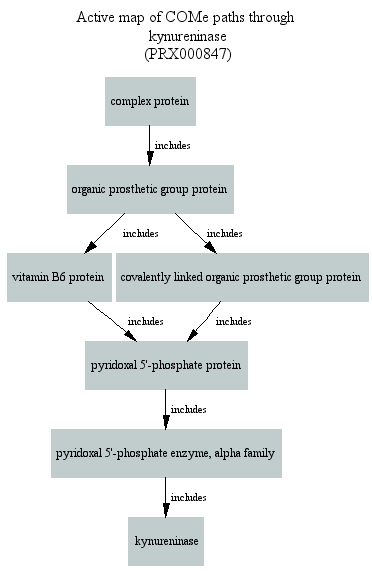 Active map of COMe paths through
kynureninase
(PRX000847)
complex protein
includes
organic prosthetic group protein
includes includes
vitamin B6 protein covalently linked organic prosthetic group protein
includes includes
pyridoxal 5'-phosphate protein
includes
pyridoxal 5'-phosphate enzyme, alpha family
includes
kynureninase